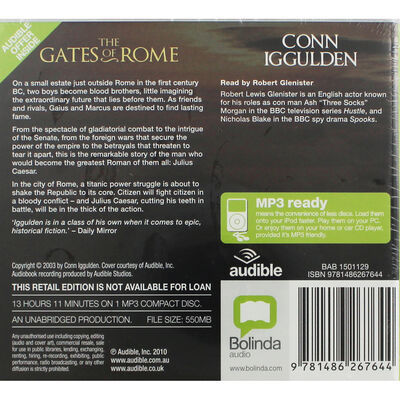 AUDIBLE
OFFER
INSIDE
THE
GATES OF ROME
On a small estate just outside Rome in the first century
BC, two boys become blood brothers, little imagining
the extraordinary future that lies before them. As friends
and rivals, Gaius and Marcus are destined to find lasting
fame.
From the spectacle of gladiatorial combat to the intrigue
of the Senate, from the foreign wars that secure the
power of the empire to the betrayals that threaten to
tear it apart, this is the remarkable story of the man who
would become the greatest Roman of them all: Julius
Caesar.
In the city of Rome, a titanic power struggle is about to
shake the Republic to its core. Citizen will fight citizen in
a bloody conflict – and Julius Caesar, cutting his teeth in
battle, will be in the thick of the action.
'Iggulden is in a class of his own when it comes to epic,
historical fiction.' – Daily Mirror
Copyright © 2003 by Conn Iggulden. Cover courtesy of Audible, Inc.
Audiobook recording produced by Audible Studios.
THIS RETAIL EDITION IS NOT AVAILABLE FOR LOAN
13 HOURS 11 MINUTES ON 1 MP3 COMPACT DISC.
AN UNABRIDGED PRODUCTION. FILE SIZE: 550MB
Any unauthorised use including copying, editing
audio and cover art, commercial resale, sale
for use in public libraries, lending, exchanging,
renting, hiring, re-recording, exhibiting, public
performance, radio broadcasting, or any other
diffusion is strictly prohibited.
Ⓟ Audible, Inc. 2010
www.audible.com.au
www.audible.co.uk
CONN
IGGULDEN
Read by Robert Glenister
Robert Lewis Glenister is an English actor known
for his roles as con man Ash "Three Socks"
Morgan in the BBC television series Hustle, and
Nicholas Blake in the BBC spy drama Spooks.
MP3 ready
means the convenience of less discs. Load them
onto your iPod faster. Play them on your computer.
Or enjoy them on your home or car CD player,
provided it's MP3-friendly.
audible
BAB 1501129
ISBN 9781486267644
Bolinda
audio
www.bolinda.com
9 781486 267644